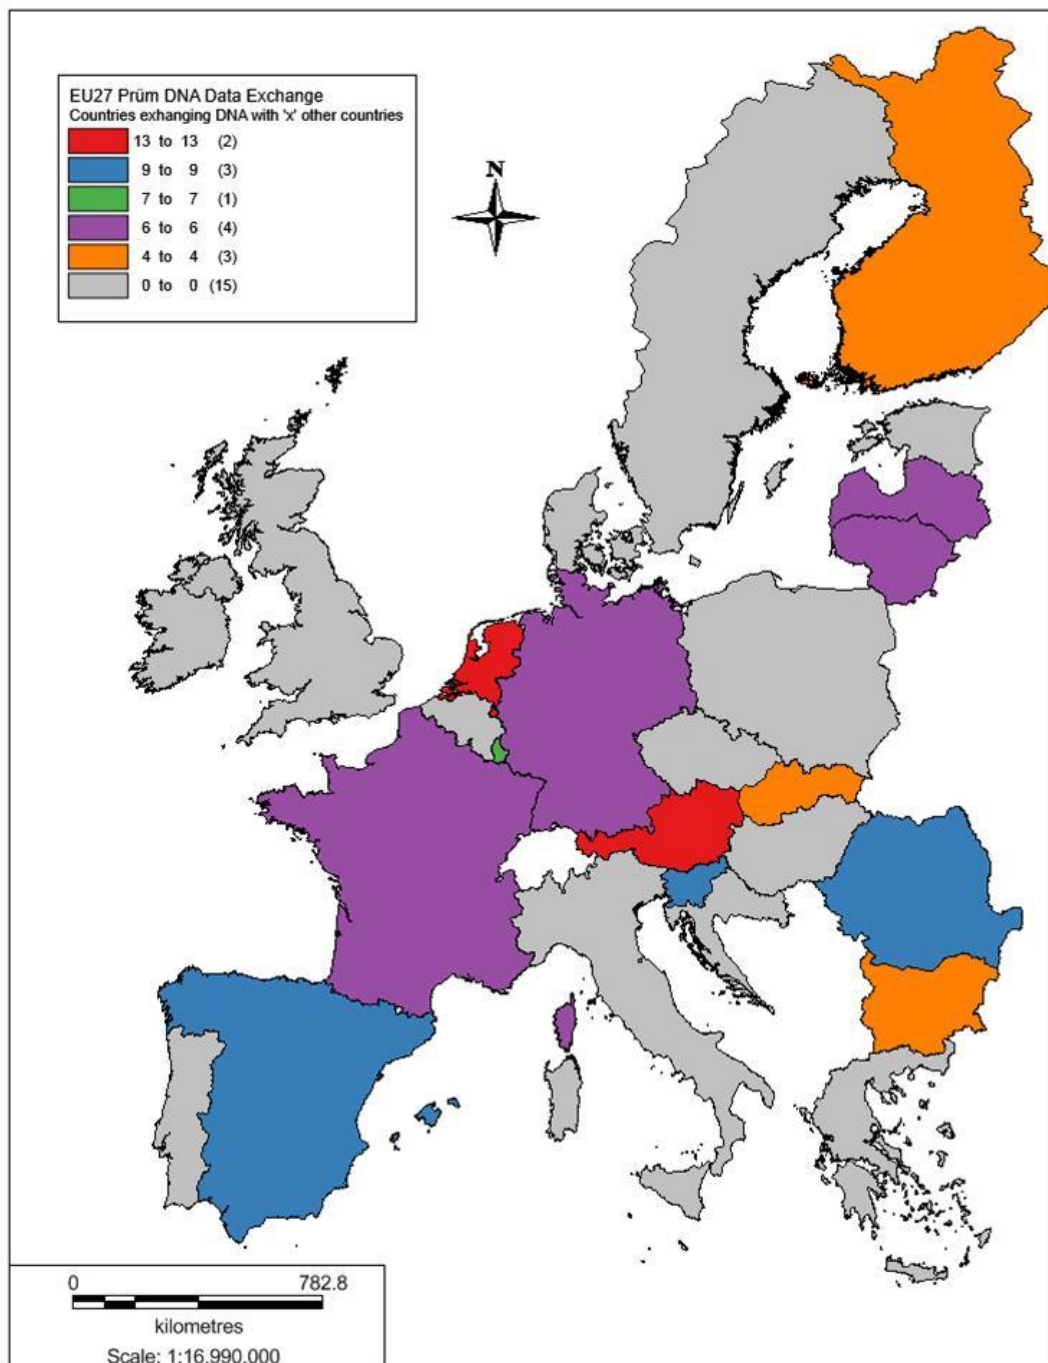 EU27 Prüm DNA Data Exchange
Countries exhanging DNA with 'x' other countries
13 to 13 (2)
9 to 9 (3)
7 to 7 (1)
6 to 6 (4)
4 to 4 (3)
0 to 0 (15)
N
0 782.8
kilometres
Scale: 1:16,990,000